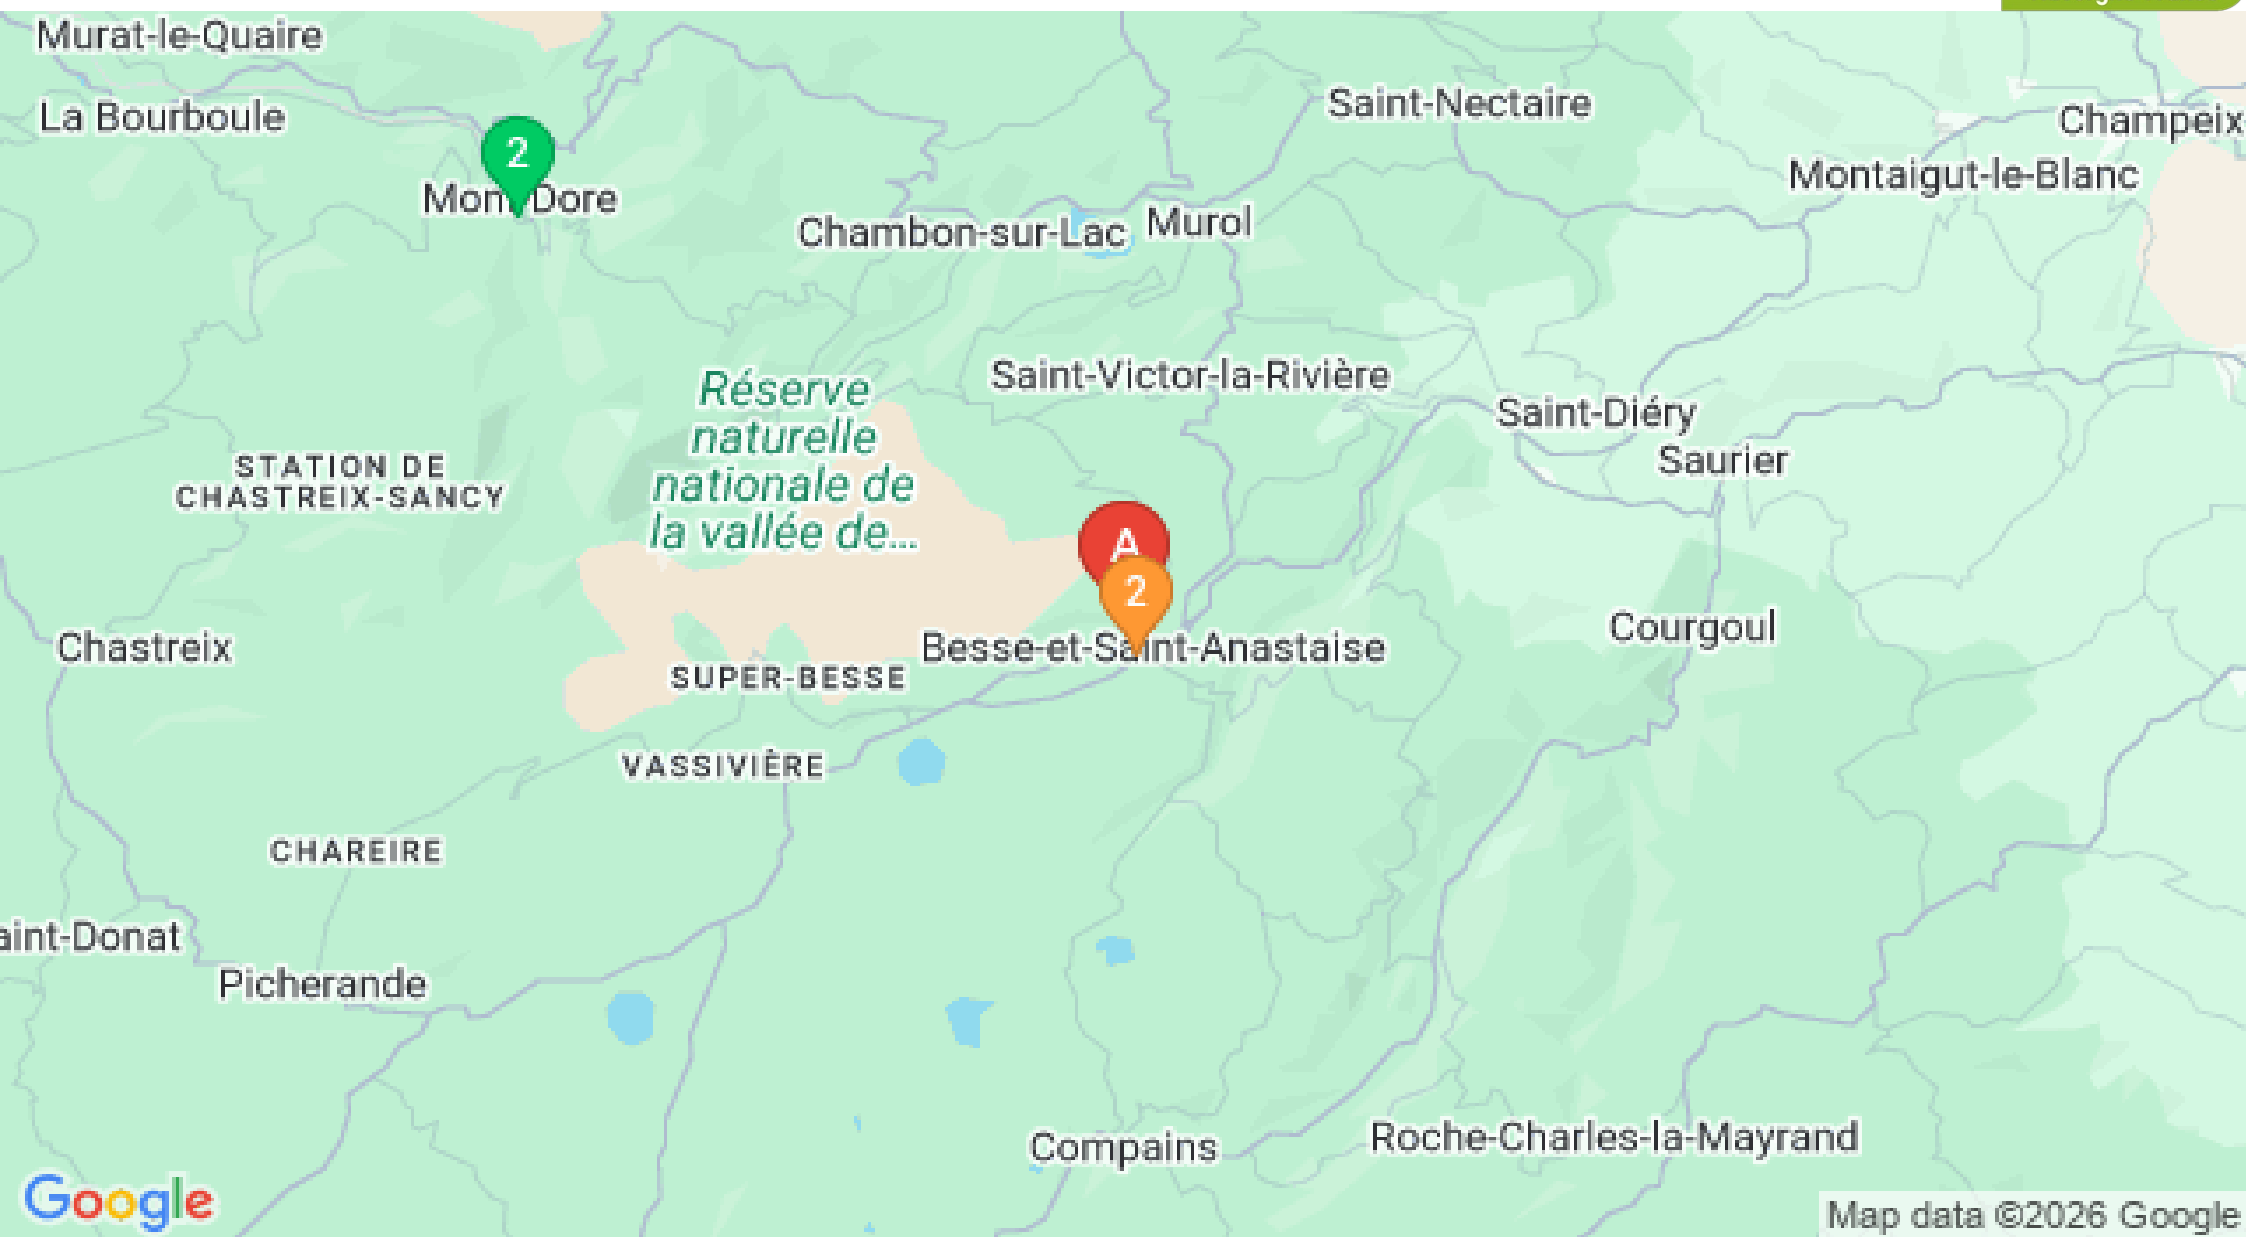 Murat-le-Quaire
La Bourboule
2
Mont-Dore
Saint-Nectaire
Champeix
Montaigut-le-Blanc
Chambon-sur-Lac
Murol
Saint-Victor-la-Rivière
Réserve
naturelle
nationale de
la vallée de...
Saint-Diéry
Saurier
STATION DE
CHASTREIX-SANCY
A
2
Courgoul
Chastreix
Besse-et-Saint-Anastaise
SUPER-BESSE
VASSIVIÈRE
CHAREIRE
aint-Donat
Picherande
Compains
Roche-Charles-la-Mayrand
Google
Map data ©2026 Google